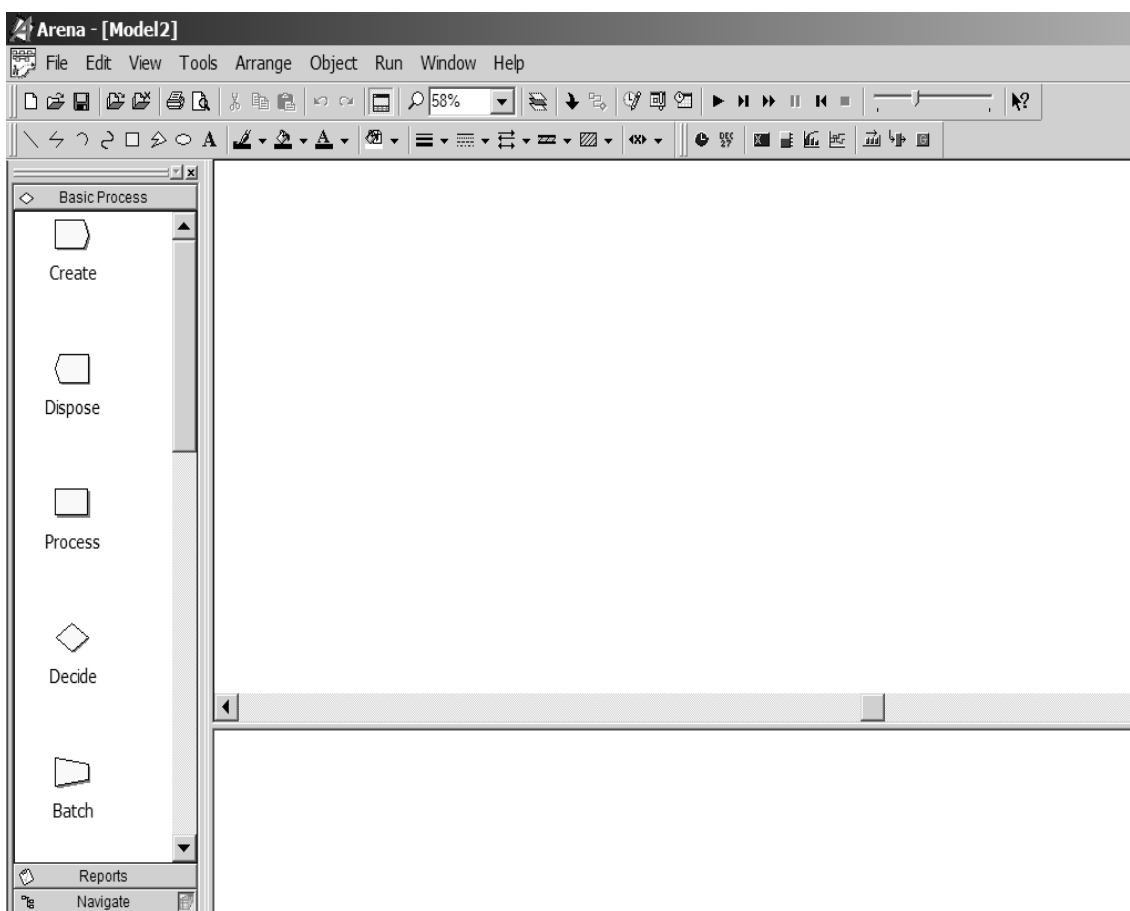 Arena - [Model2]
File Edit View Tools Arrange Object Run Window Help
58%
A A
Basic Process
Create
Dispose
Process
Decide
Batch
Reports
Navigate